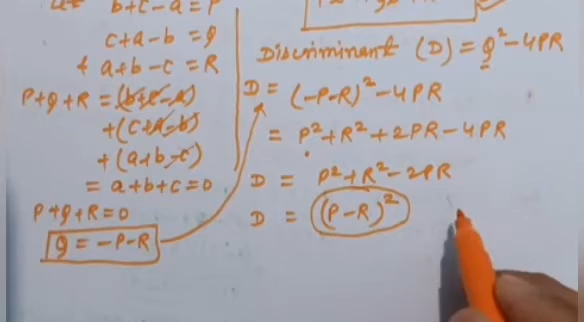 b+c-a = P
c+a-b = Q
& a+b-c = R
P+Q+R = (b+c-a)
+(c+a-b)
+(a+b-c)
= a+b+c=0
P+Q+R=0
Q = -P-R
Discriminant (D) = Q²-4PR
D = (-P-R)²-4PR
= P²+R²+2PR-4PR
D = P²+R²-2PR
D = (P-R)²